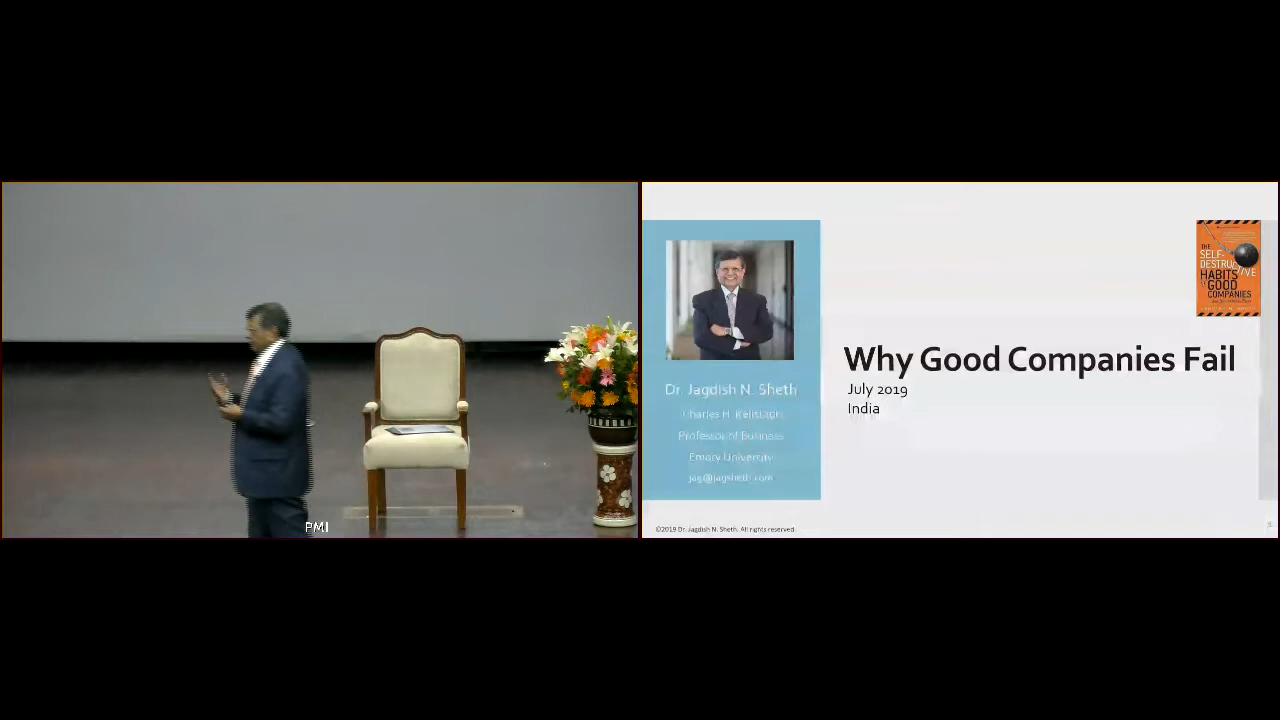 PMI
Dr. Jagdish N. Sheth
Charles H. Kellstadt
Professor of Business
Emory University
jag@jagsheth.com
THE
SELF-
DESTRUCTIVE
HABITS
OF GOOD
COMPANIES
Why Good Companies Fail
July 2019
India
©2019 Dr. Jagdish N. Sheth. All rights reserved